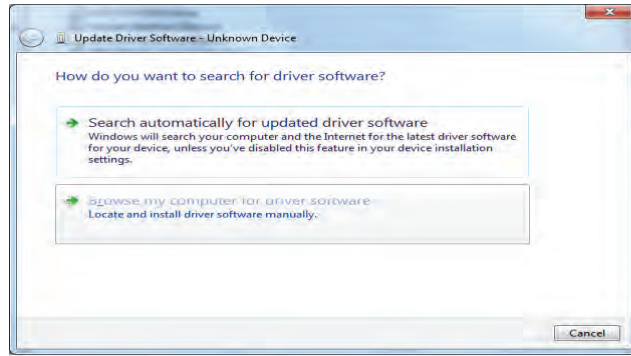 Update Driver Software - Unknown Device
How do you want to search for driver software?
Search automatically for updated driver software
Windows will search your computer and the Internet for the latest driver software
for your device, unless you've disabled this feature in your device installation
settings.
Browse my computer for driver software
Locate and install driver software manually.
Cancel